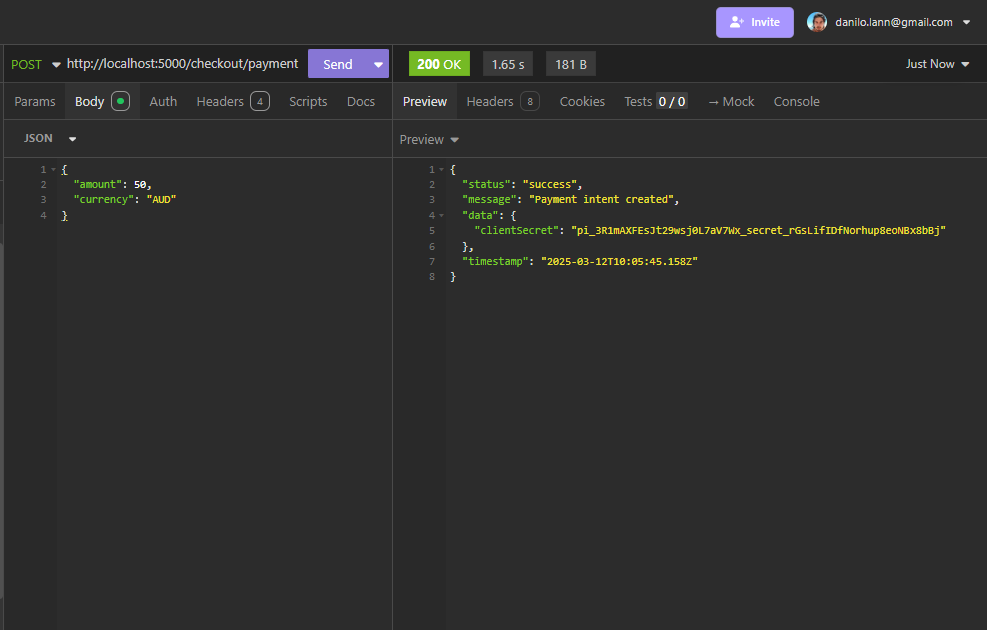 Invite
danilo.lann@gmail.com
POST http://localhost:5000/checkout/payment Send
200 OK 1.65 s 181 B Just Now
Params Body Auth Headers 4 Scripts Docs
Preview Headers 8 Cookies Tests 0 / 0 → Mock Console
JSON
Preview
1 {
2 "amount": 50,
3 "currency": "AUD"
4 }
1 {
2 "status": "success",
3 "message": "Payment intent created",
4 "data": {
5 "clientSecret": "pi_3R1mAXFEsJt29wsj0L7aV7Wx_secret_rGsLifIDfNorhup8eoNBx8bBj"
6 },
7 "timestamp": "2025-03-12T10:05:45.158Z"
8 }